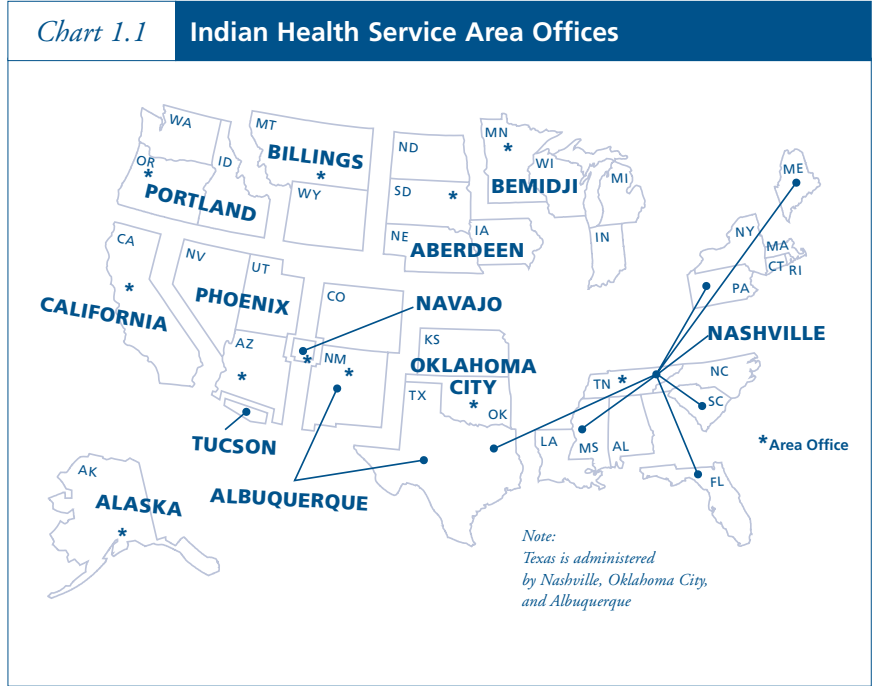 Chart 1.1
Indian Health Service Area Offices
WA
MT
BILLINGS
*
ND
MN
*
WI
MI
ME
OR
*
ID
PORTLAND
WY
SD
*
BEMIDJI
NE
IA
ABERDEEN
IN
NY
MA
CT
RI
PA
CA
*
CALIFORNIA
NV
UT
PHOENIX
CO
NAVAJO
*
AZ
*
NM
*
KS
OKLAHOMA
CITY
*
TX
OK
NASHVILLE
TN
*
NC
SC
LA
MS
AL
FL
*Area Office
TUCSON
ALBUQUERQUE
AK
ALASKA
*
Note:
Texas is administered
by Nashville, Oklahoma City,
and Albuquerque